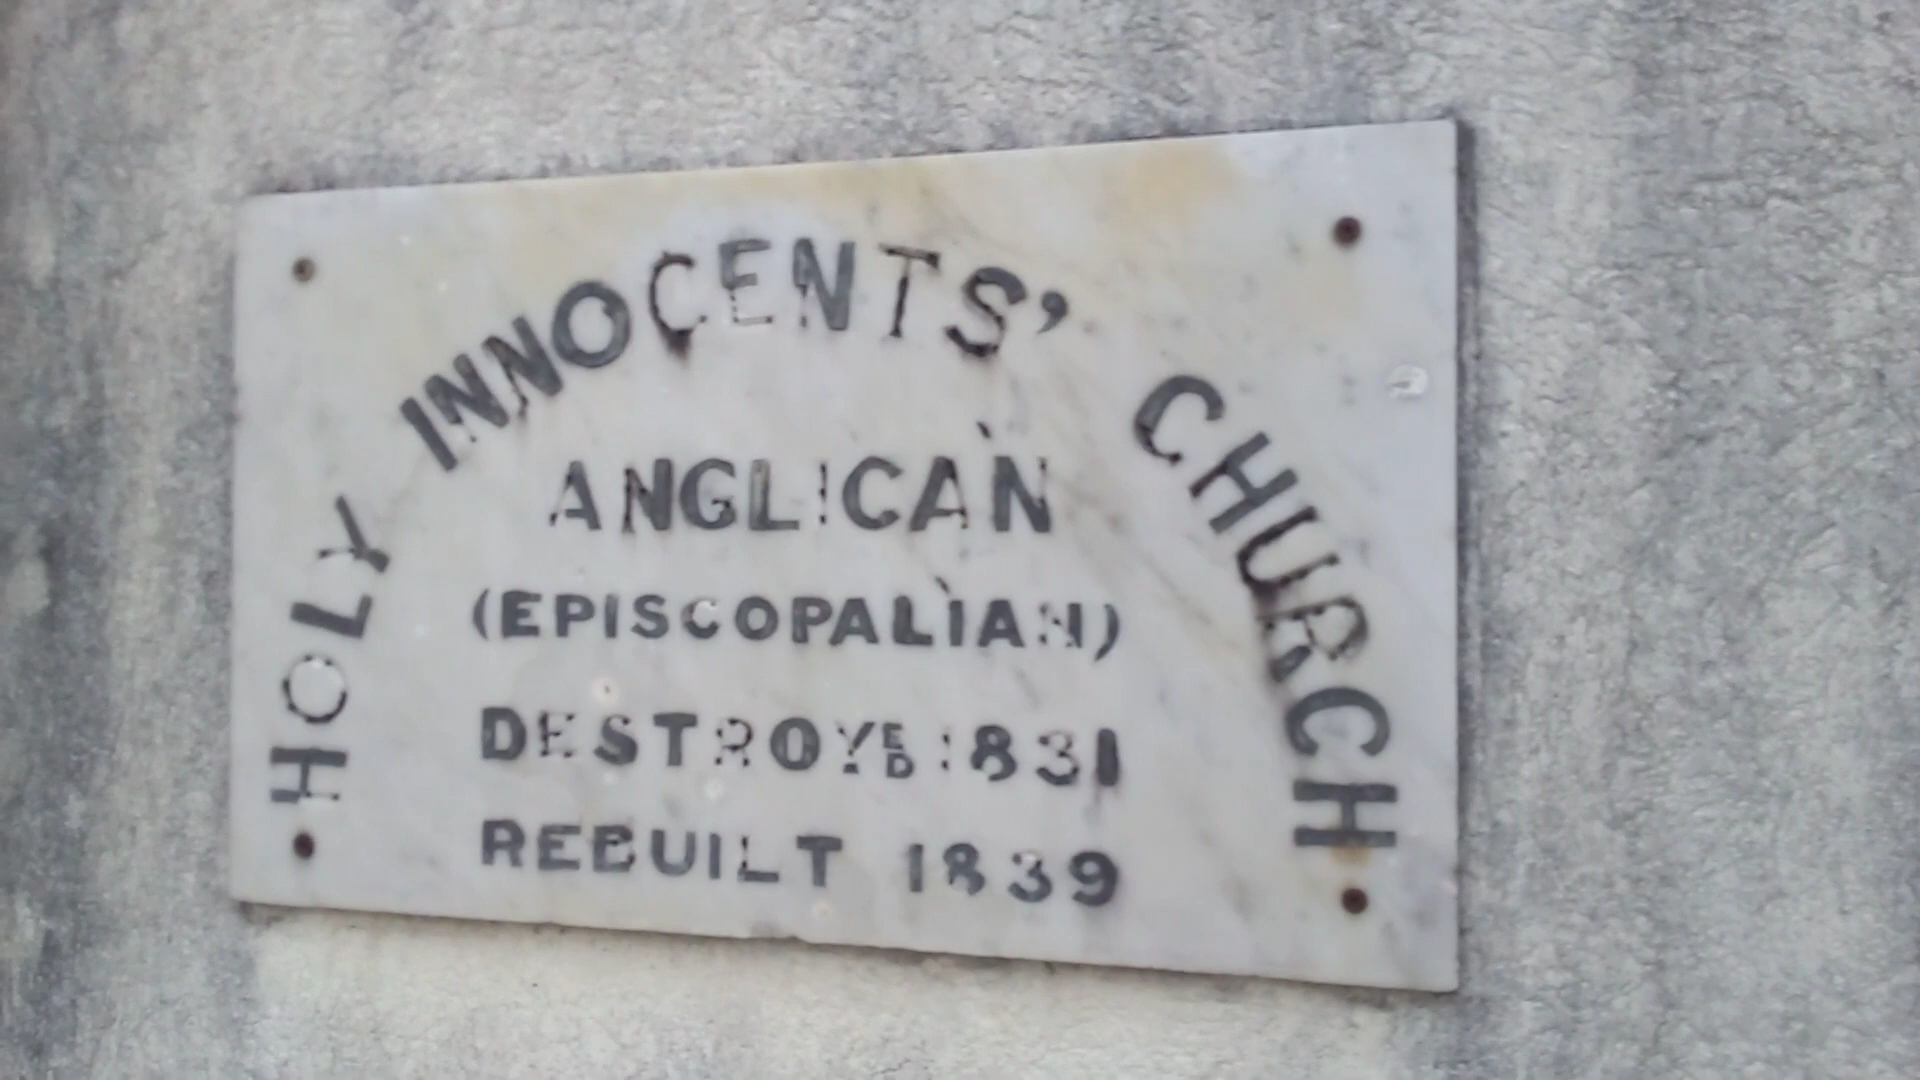 HOLY INNOCENTS' CHURCH
ANGLICAN
(EPISCOPALIAN)
DESTROYED 1831
REBUILT 1839